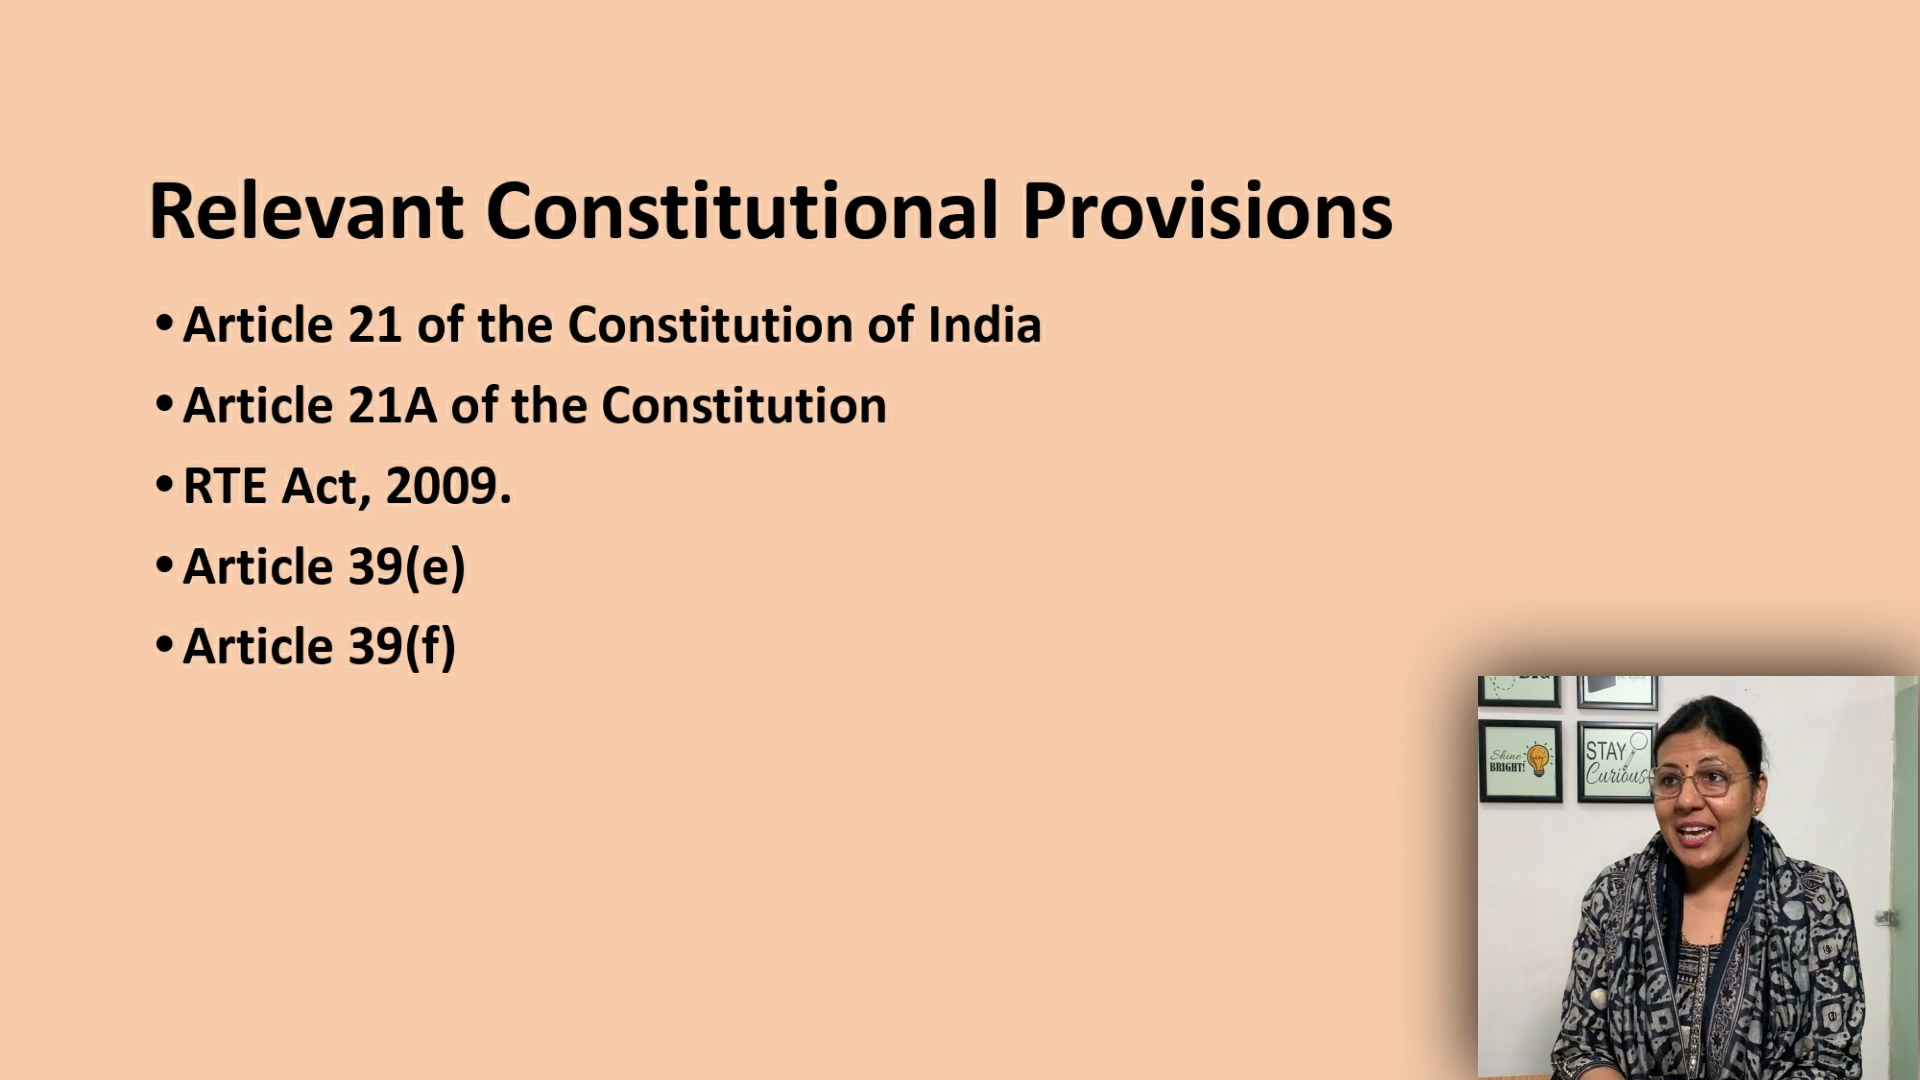 Relevant Constitutional Provisions
•Article 21 of the Constitution of India
•Article 21A of the Constitution
•RTE Act, 2009.
•Article 39(e)
•Article 39(f)
Shine
BRIGHT!
STAY
Curious